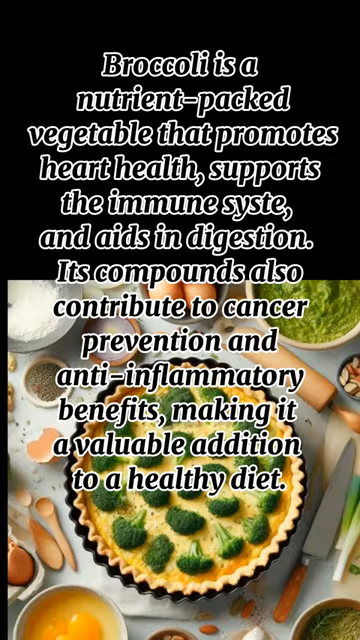 Broccoli is a
nutrient-packed
vegetable that promotes
heart health, supports
the immune syste,
and aids in digestion.
Its compounds also
contribute to cancer
prevention and
anti-inflammatory
benefits, making it
a valuable addition
to a healthy diet.